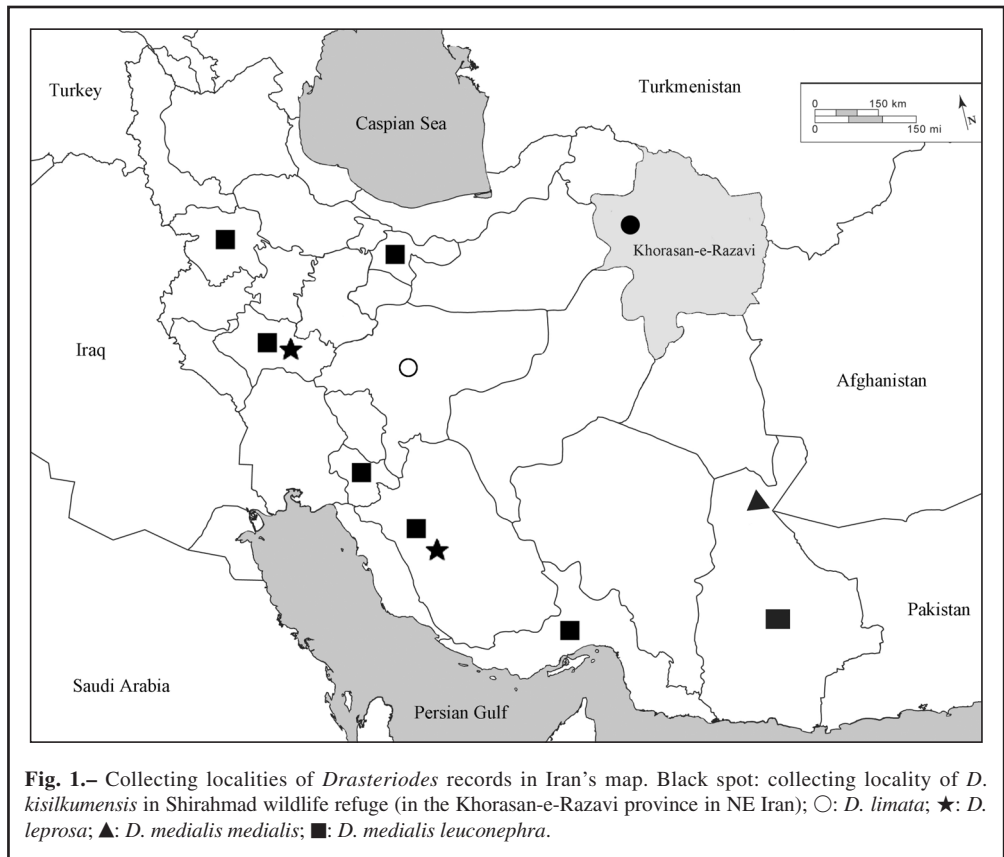 Turkey
Turkmenistan
Caspian Sea
0 150 km
0 150 mi
N
Khorasan-e-Razavi
Iraq
Afghanistan
Pakistan
Saudi Arabia
Persian Gulf
Fig. 1.– Collecting localities of Drasteriodes records in Iran's map. Black spot: collecting locality of D.
kisilkumensis in Shirahmad wildlife refuge (in the Khorasan-e-Razavi province in NE Iran); ○: D. limata; ★: D.
leprosa; ▲: D. medialis medialis; ■: D. medialis leuconephra.